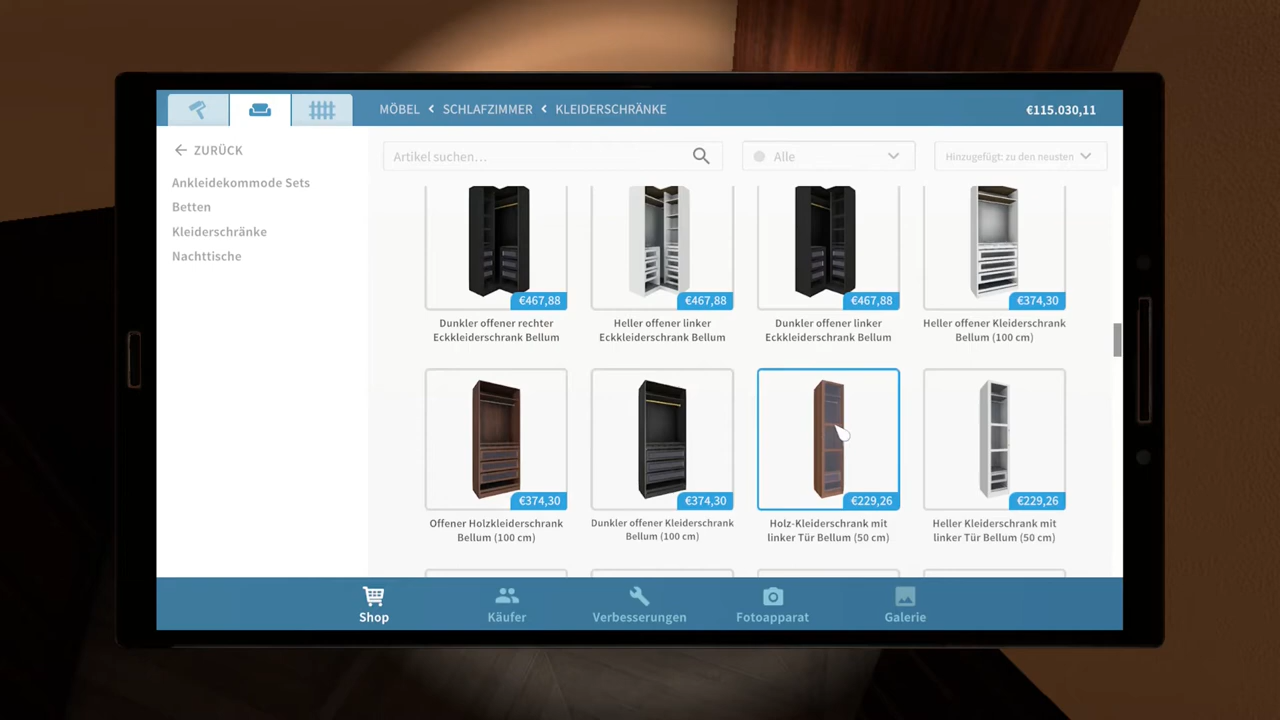 MÖBEL < SCHLAFZIMMER < KLEIDERSCHRÄNKE
€115.030,11
ZURÜCK
Artikel suchen...
Alle
Hinzugefügt: zu den neusten
Ankleidekommode Sets
Betten
Kleiderschränke
Nachttische
€467,88
€467,88
€467,88
€374,30
Dunkler offener rechter
Eckkleiderschrank Bellum
Heller offener linker
Eckkleiderschrank Bellum
Dunkler offener linker
Eckkleiderschrank Bellum
Heller offener Kleiderschrank
Bellum (100 cm)
€374,30
€374,30
€229,26
€229,26
Offener Holzkleiderschrank
Bellum (100 cm)
Dunkler offener Kleiderschrank
Bellum (100 cm)
Holz-Kleiderschrank mit
linker Tür Bellum (50 cm)
Heller Kleiderschrank mit
linker Tür Bellum (50 cm)
Shop
Käufer
Verbesserungen
Fotoapparat
Galerie